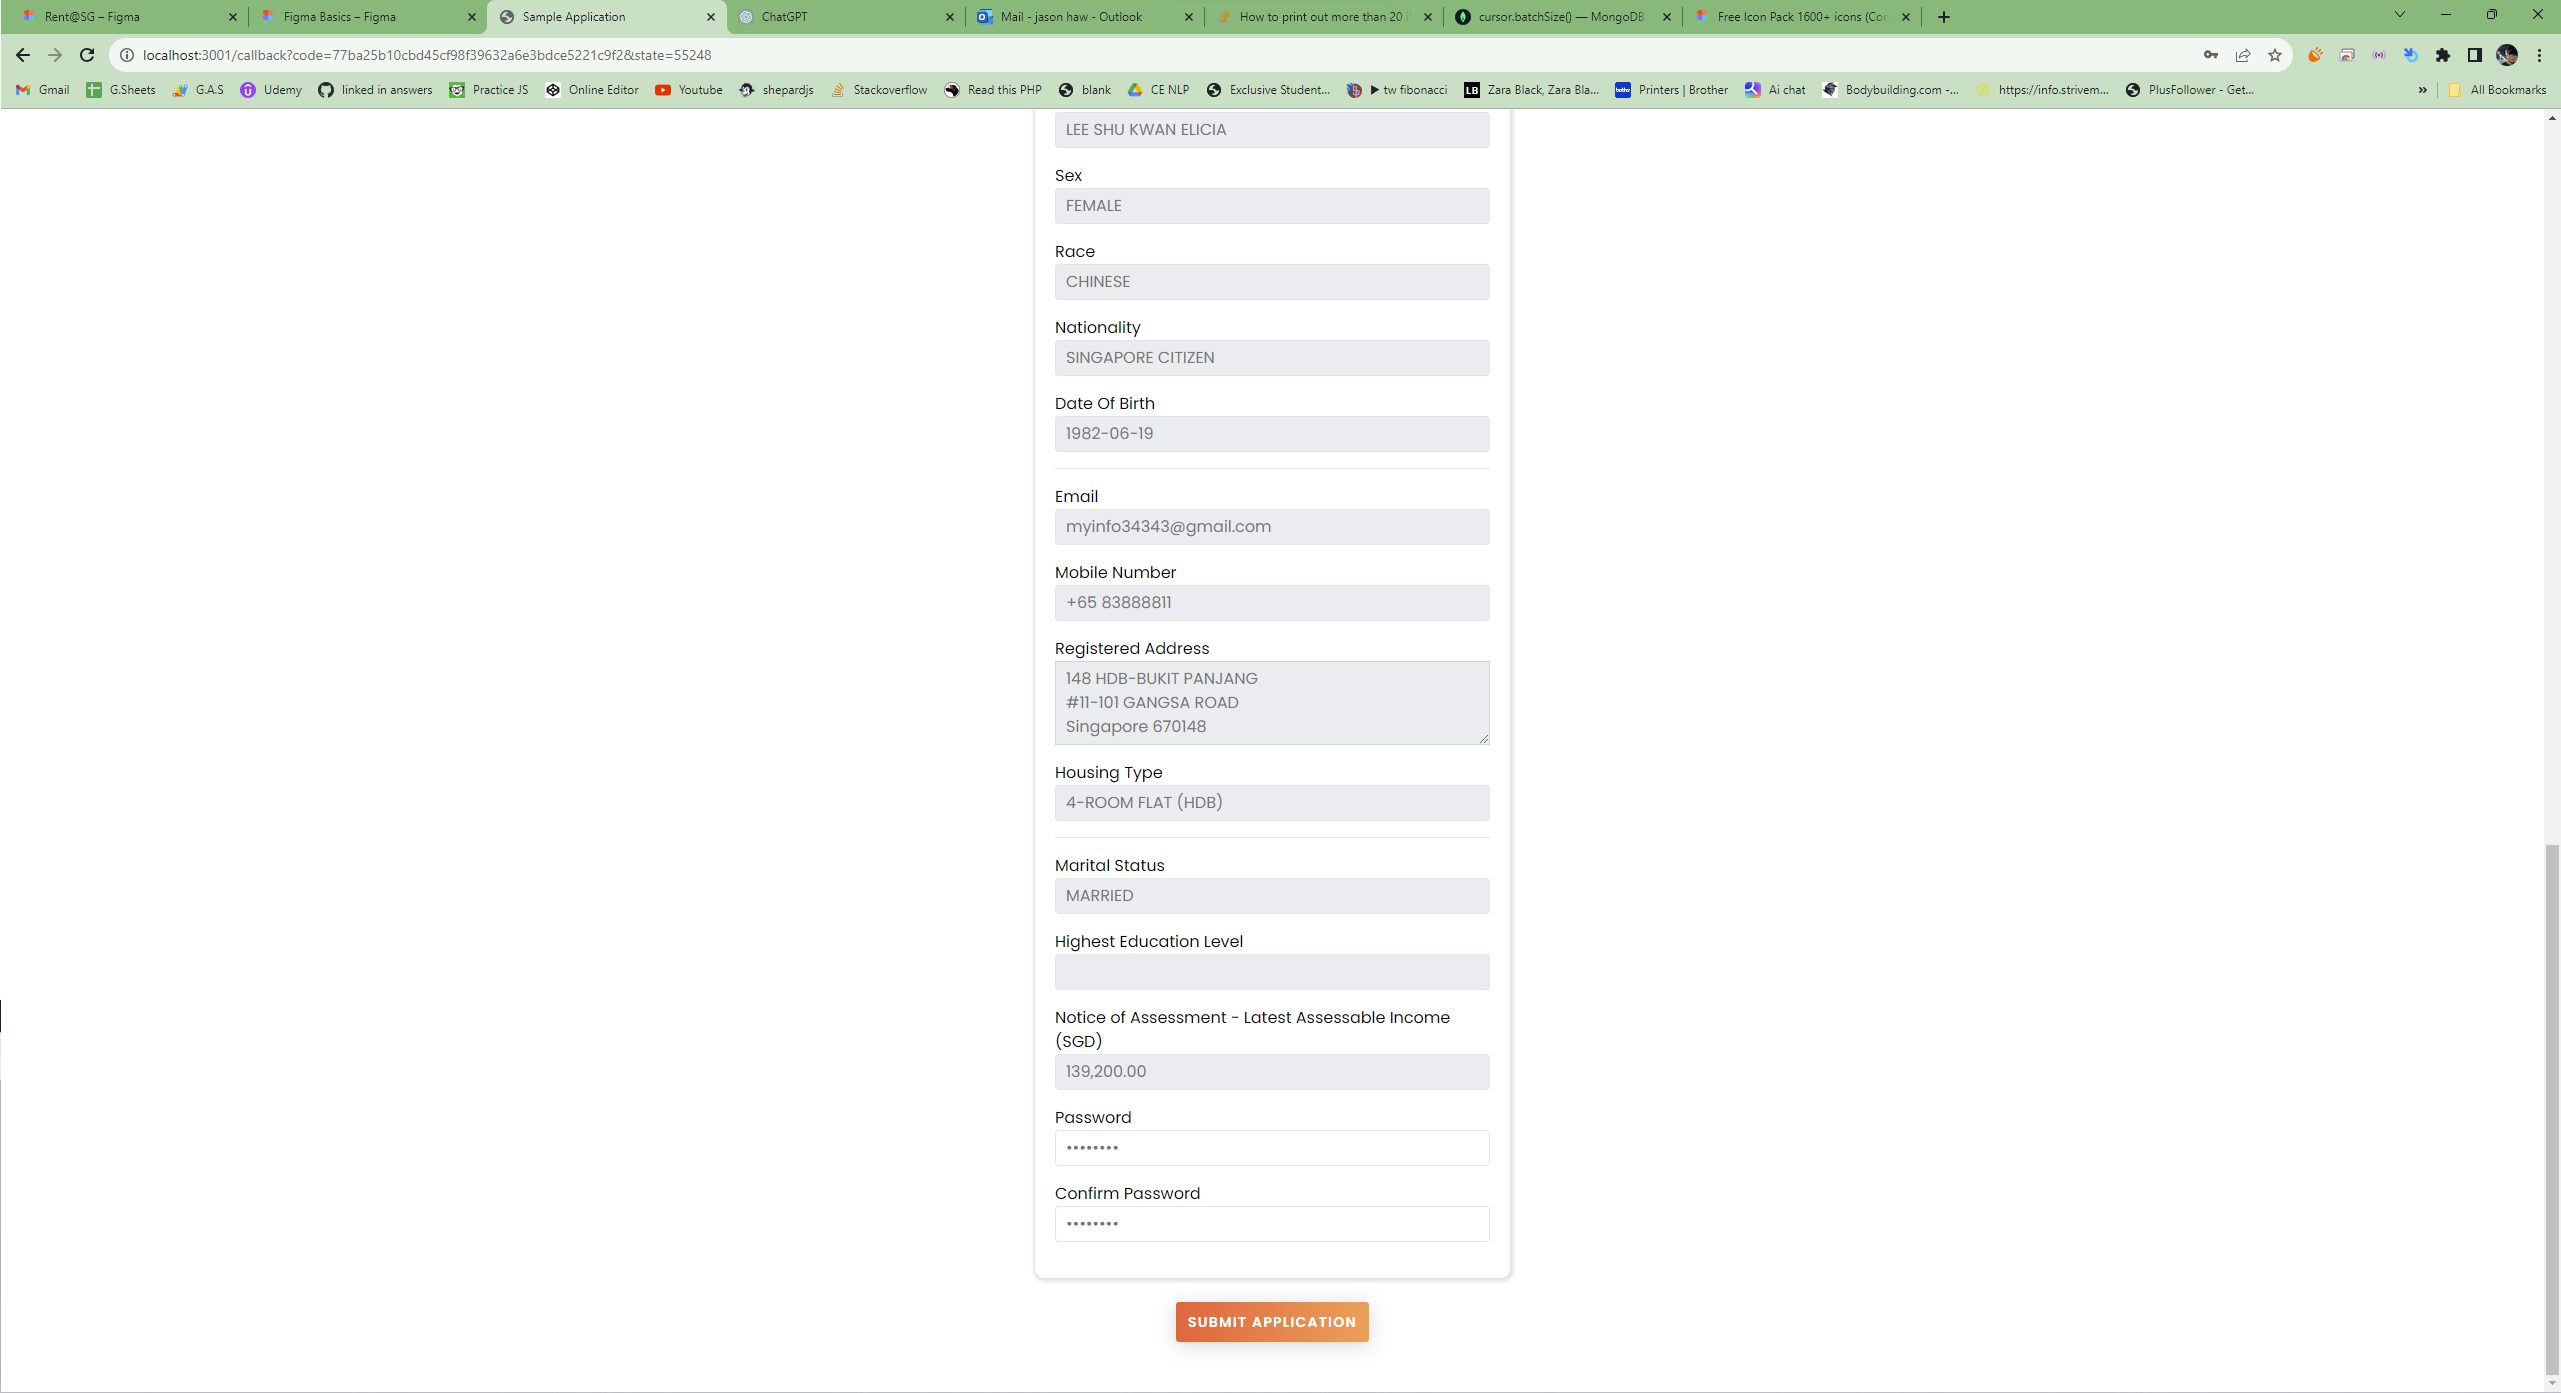 Rent@SG – Figma
Figma Basics – Figma
Sample Application
ChatGPT
Mail - jason haw - Outlook
How to print out more than 20 i
cursor.batchSize() — MongoDB
Free Icon Pack 1600+ icons (Co
localhost:3001/callback?code=77ba25b10cbd45cf98f39632a6e3bdce5221c9f2&state=55248
Gmail
G.Sheets
G.A.S
Udemy
linked in answers
Practice JS
Online Editor
Youtube
shepardjs
Stackoverflow
Read this PHP
blank
CE NLP
Exclusive Student...
▶ tw fibonacci
LB
Zara Black, Zara Bla...
Printers | Brother
Ai chat
Bodybuilding.com -...
https://info.strivem...
PlusFollower - Get...
»
All Bookmarks
LEE SHU KWAN ELICIA
Sex
FEMALE
Race
CHINESE
Nationality
SINGAPORE CITIZEN
Date Of Birth
1982-06-19
Email
myinfo34343@gmail.com
Mobile Number
+65 83888811
Registered Address
148 HDB-BUKIT PANJANG
#11-101 GANGSA ROAD
Singapore 670148
Housing Type
4-ROOM FLAT (HDB)
Marital Status
MARRIED
Highest Education Level
Notice of Assessment - Latest Assessable Income
(SGD)
139,200.00
Password
••••••••
Confirm Password
••••••••
SUBMIT APPLICATION